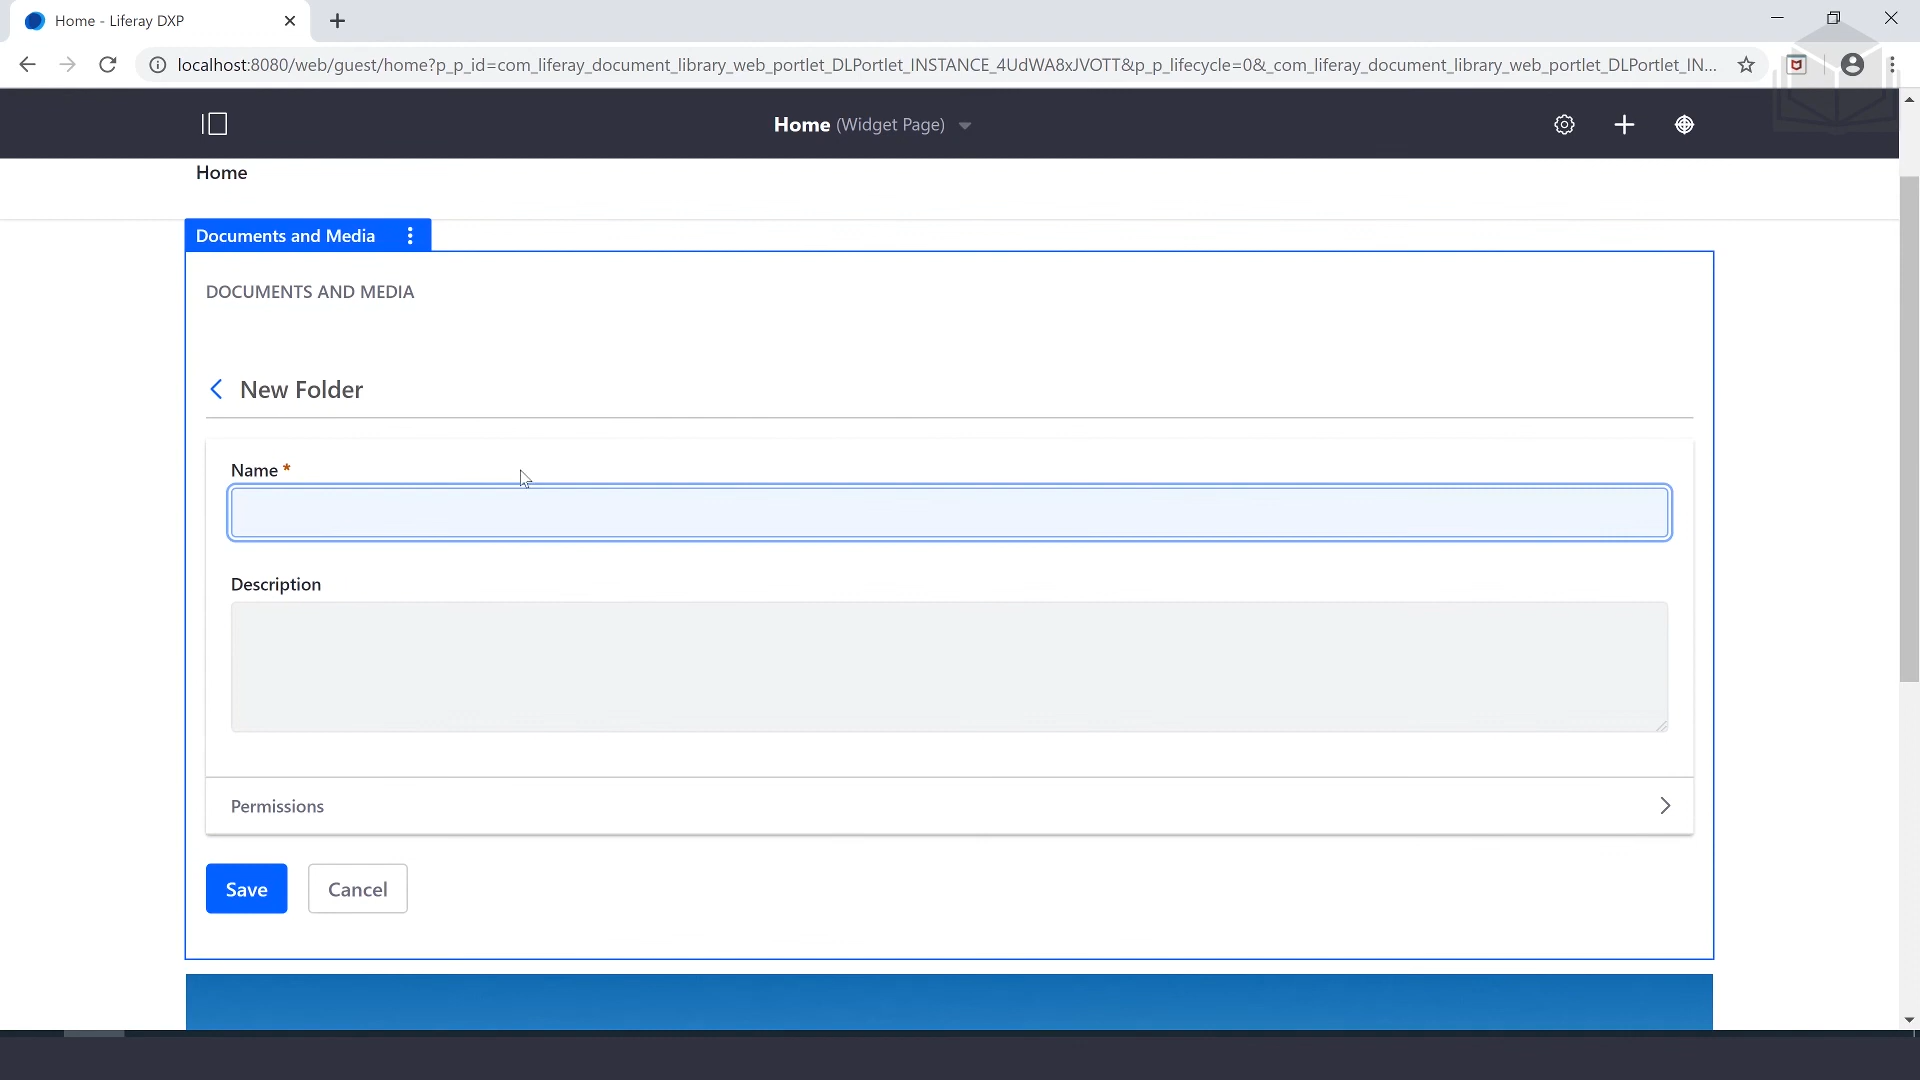 Home - Liferay DXP
localhost:8080/web/guest/home?p_p_id=com_liferay_document_library_web_portlet_DLPortlet_INSTANCE_4UdWA8xJVOTT&p_p_lifecycle=0&_com_liferay_document_library_web_portlet_DLPortlet_IN...
Home (Widget Page)
Home
Documents and Media
DOCUMENTS AND MEDIA
New Folder
Name *
Description
Permissions
Save Cancel